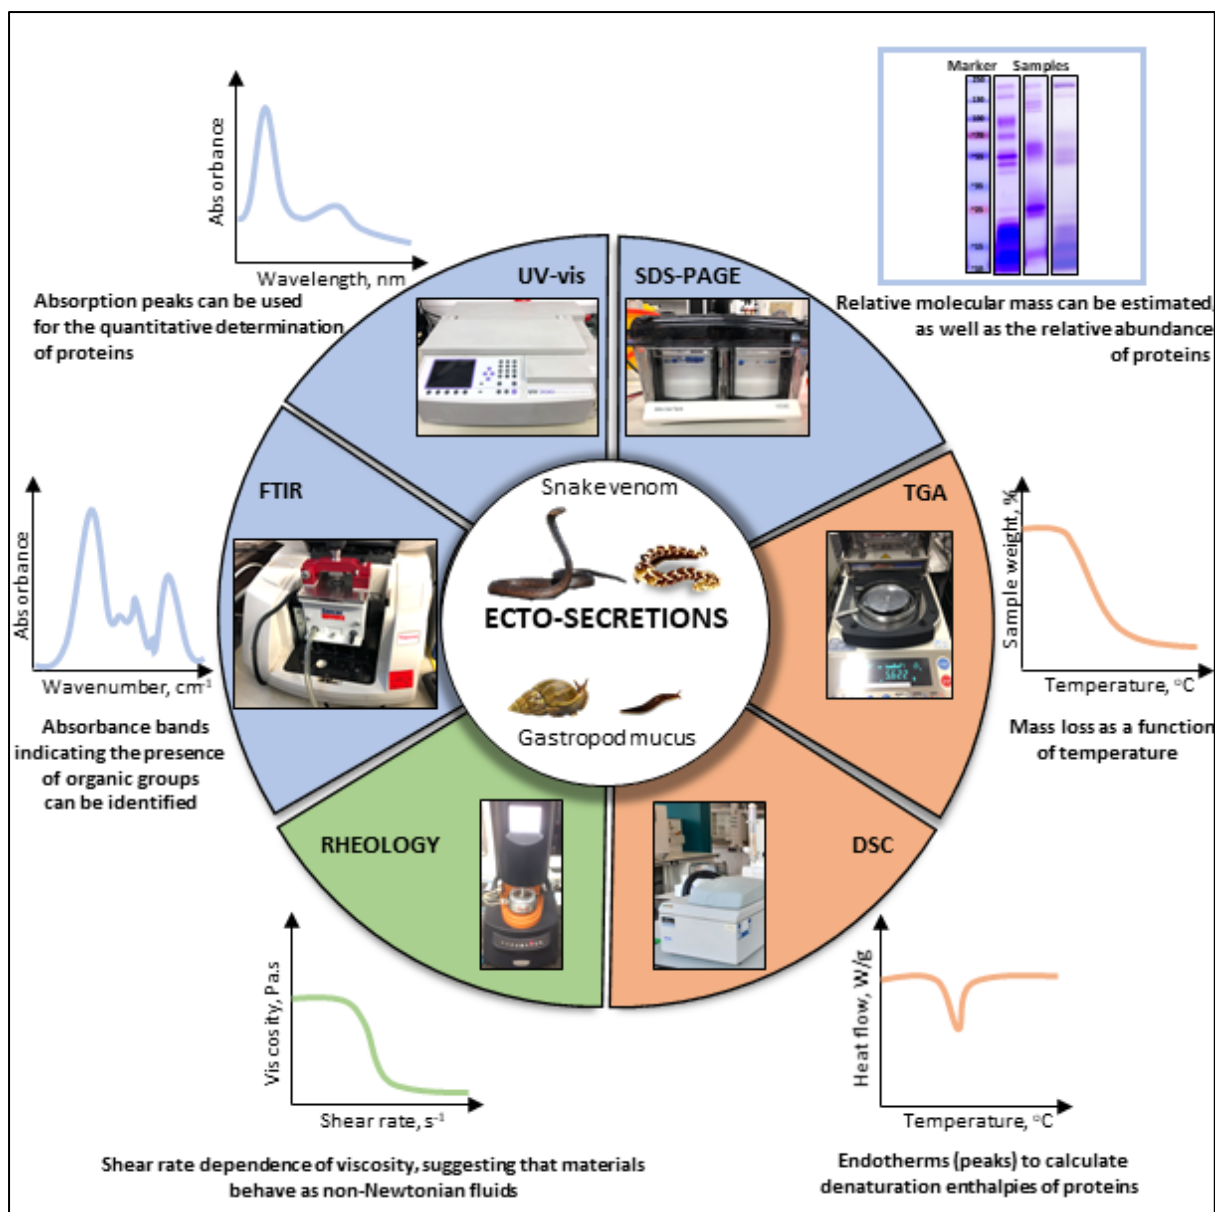 Marker Samples
250
130
100
Absorbance
Wavelength, nm
Absorption peaks can be used
for the quantitative determination
of proteins
UV-vis
SDS-PAGE
Relative molecular mass can be estimated,
as well as the relative abundance
of proteins
FTIR
Absorbance
Wavenumber, cm-1
Absorbance bands
indicating the presence
of organic groups
can be identified
Snake venom
ECTO-SECRETIONS
Gastropod mucus
TGA
Sample weight, %
Temperature, °C
Mass loss as a function
of temperature
RHEOLOGY
DSC
Viscosity, Pa.s
Shear rate, s-1
Shear rate dependence of viscosity, suggesting that materials
behave as non-Newtonian fluids
Heat flow, W/g
Temperature, °C
Endotherms (peaks) to calculate
denaturation enthalpies of proteins